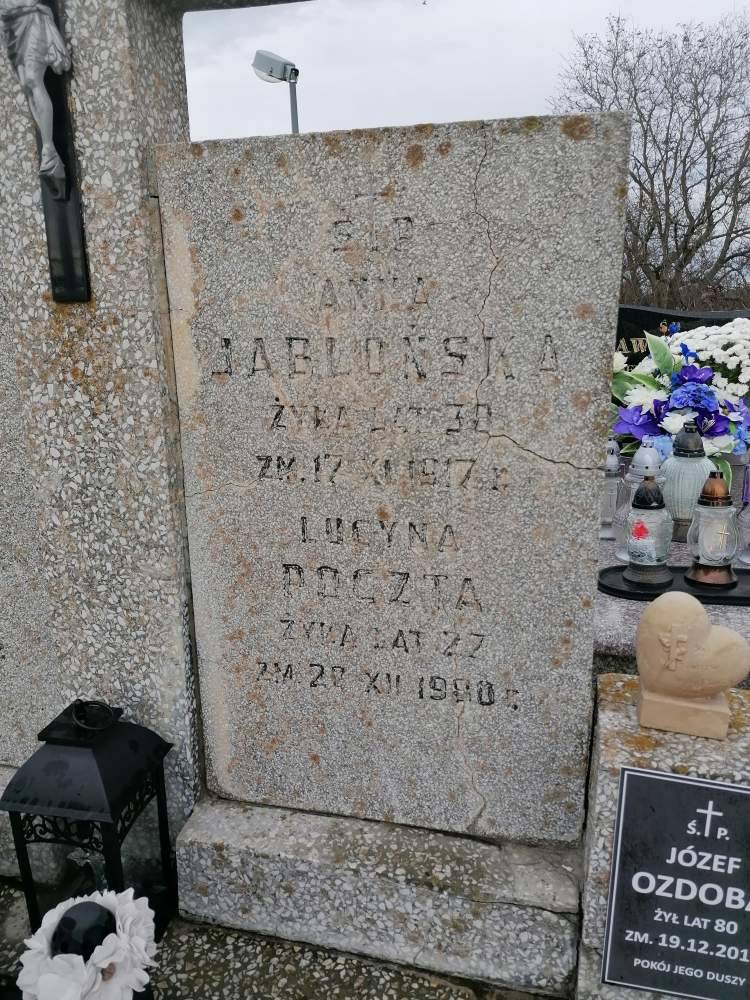 Ś P
ANNA
JABŁOŃSKA
ŻYŁA LAT 30
ZM. 17 XI 1917 r.
LUCYNA
POCZTA
ŻYŁA LAT 27
ZM 20 XII 1980 r.
Ś. P.
JÓZEF
OZDOBA
ŻYŁ LAT 80
ZM. 19.12.201
POKÓJ JEGO DUSZY